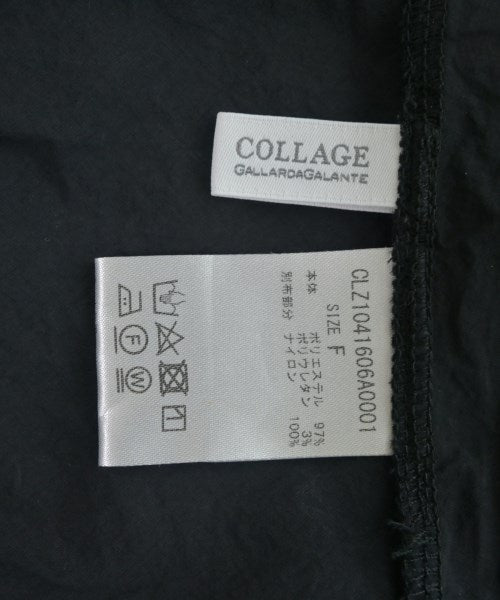 COLLAGE
GALLARDAGALANTE
CLZ1041606A0001
SIZE F
本体 ポリエステル 97%
ポリウレタン 3%
別布部分 ナイロン 100%
F
W